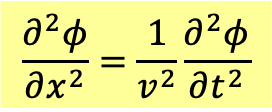 ∂²ϕ/∂x² = 1/v² ∂²ϕ/∂t²